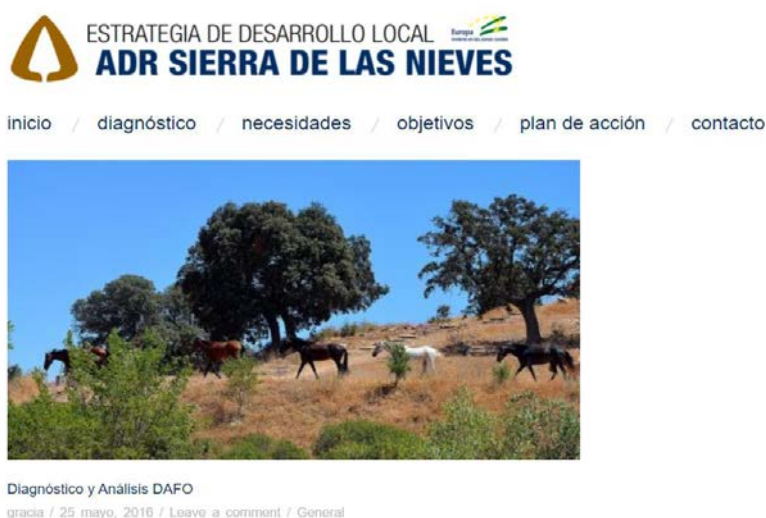 ESTRATEGIA DE DESARROLLO LOCAL Europa
ADR SIERRA DE LAS NIEVES
inicio / diagnóstico / necesidades / objetivos / plan de acción / contacto
Diagnóstico y Análisis DAFO
gracia / 25 mayo, 2016 / Leave a comment / General